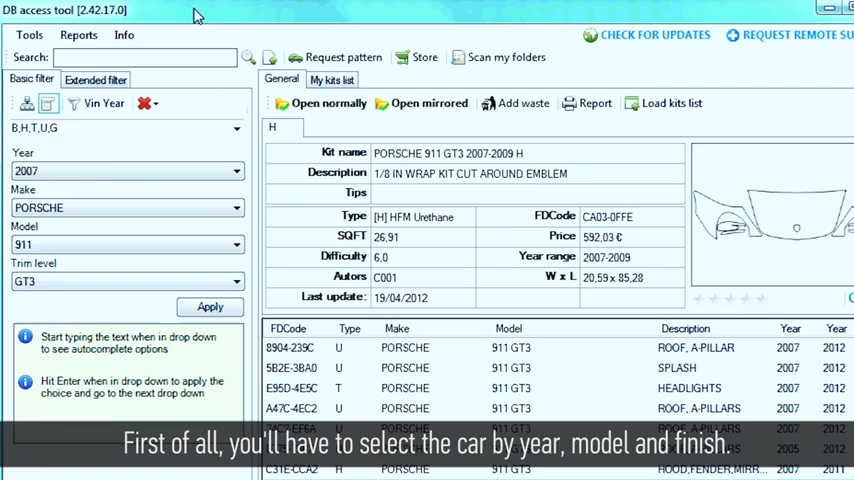 DB access tool [2.42.17.0]
Tools Reports Info
CHECK FOR UPDATES REQUEST REMOTE SU
Search: Request pattern Store Scan my folders
Basic filter Extended filter
General My kits list
Vin Year
Open normally Open mirrored Add waste Report Load kits list
B,H,T,U,G
H
Year
2007
Make
PORSCHE
Model
911
Trim level
GT3
Apply
Start typing the text when in drop down
to see autocomplete options
Hit Enter when in drop down to apply the
choice and go to the next drop down
Kit name PORSCHE 911 GT3 2007-2009 H
Description 1/8 IN WRAP KIT CUT AROUND EMBLEM
Tips
Type [H] HFM Urethane FDCode CA03-0FFE
SQFT 26,91 Price 592,03 €
Difficulty 6,0 Year range 2007-2009
Autors C001 W x L 20,59 x 85,28
Last update: 19/04/2012
FDCode Type Make Model Description Year Year
8904-239C U PORSCHE 911 GT3 ROOF, A-PILLAR 2007 2012
5B2E-3BA0 U PORSCHE 911 GT3 SPLASH 2007 2012
E95D-4E5C T PORSCHE 911 GT3 HEADLIGHTS 2007 2012
A47C-4EC2 U PORSCHE 911 GT3 ROOF, A-PILLARS 2007 2012
C31E-CCA2 H PORSCHE 911 GT3 HOOD,FENDER,MIRR... 2007 2011
First of all, you'll have to select the car by year, model and finish.